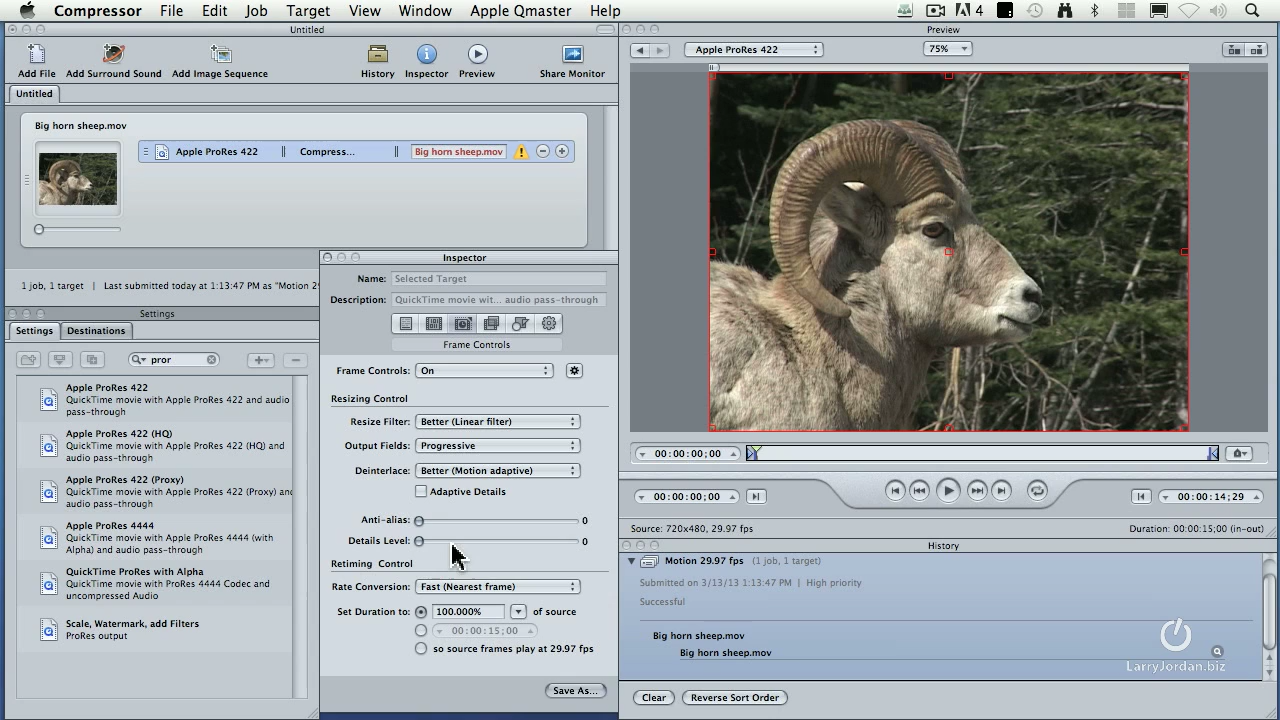 Compressor File Edit Job Target View Window Apple Qmaster Help 4
Untitled
Add File Add Surround Sound Add Image Sequence History Inspector Preview Share Monitor
Untitled
Big horn sheep.mov
Apple ProRes 422 Compress... Big horn sheep.mov
1 job, 1 target | Last submitted today at 1:13:47 PM as "Motion 29
Settings
Settings Destinations
pror
Apple ProRes 422
QuickTime movie with Apple ProRes 422 and audio
pass-through
Apple ProRes 422 (HQ)
QuickTime movie with Apple ProRes 422 (HQ) and
audio pass-through
Apple ProRes 422 (Proxy)
QuickTime movie with Apple ProRes 422 (Proxy) and
audio pass-through
Apple ProRes 4444
QuickTime movie with Apple ProRes 4444 (with
Alpha) and audio pass-through
QuickTime ProRes with Alpha
QuickTime movie with ProRes 4444 Codec and
uncompressed Audio
Scale, Watermark, add Filters
ProRes output
Inspector
Name: Selected Target
Description: QuickTime movie wit... audio pass-through
Frame Controls
Frame Controls: On
Resizing Control
Resize Filter: Better (Linear filter)
Output Fields: Progressive
Deinterlace: Better (Motion adaptive)
Adaptive Details
Anti-alias: 0
Details Level: 0
Retiming Control
Rate Conversion: Fast (Nearest frame)
Set Duration to: 100.000% of source
00:00:15;00
so source frames play at 29.97 fps
Save As...
Preview
Apple ProRes 422 75%
00:00:00;00
00:00:00;00 00:00:14;29
Source: 720x480, 29.97 fps Duration: 00:00:15;00 (in-out)
History
Motion 29.97 fps (1 job, 1 target)
Submitted on 3/13/13 1:13:47 PM | High priority
Successful
Big horn sheep.mov
Big horn sheep.mov
LarryJordan.biz
Clear Reverse Sort Order